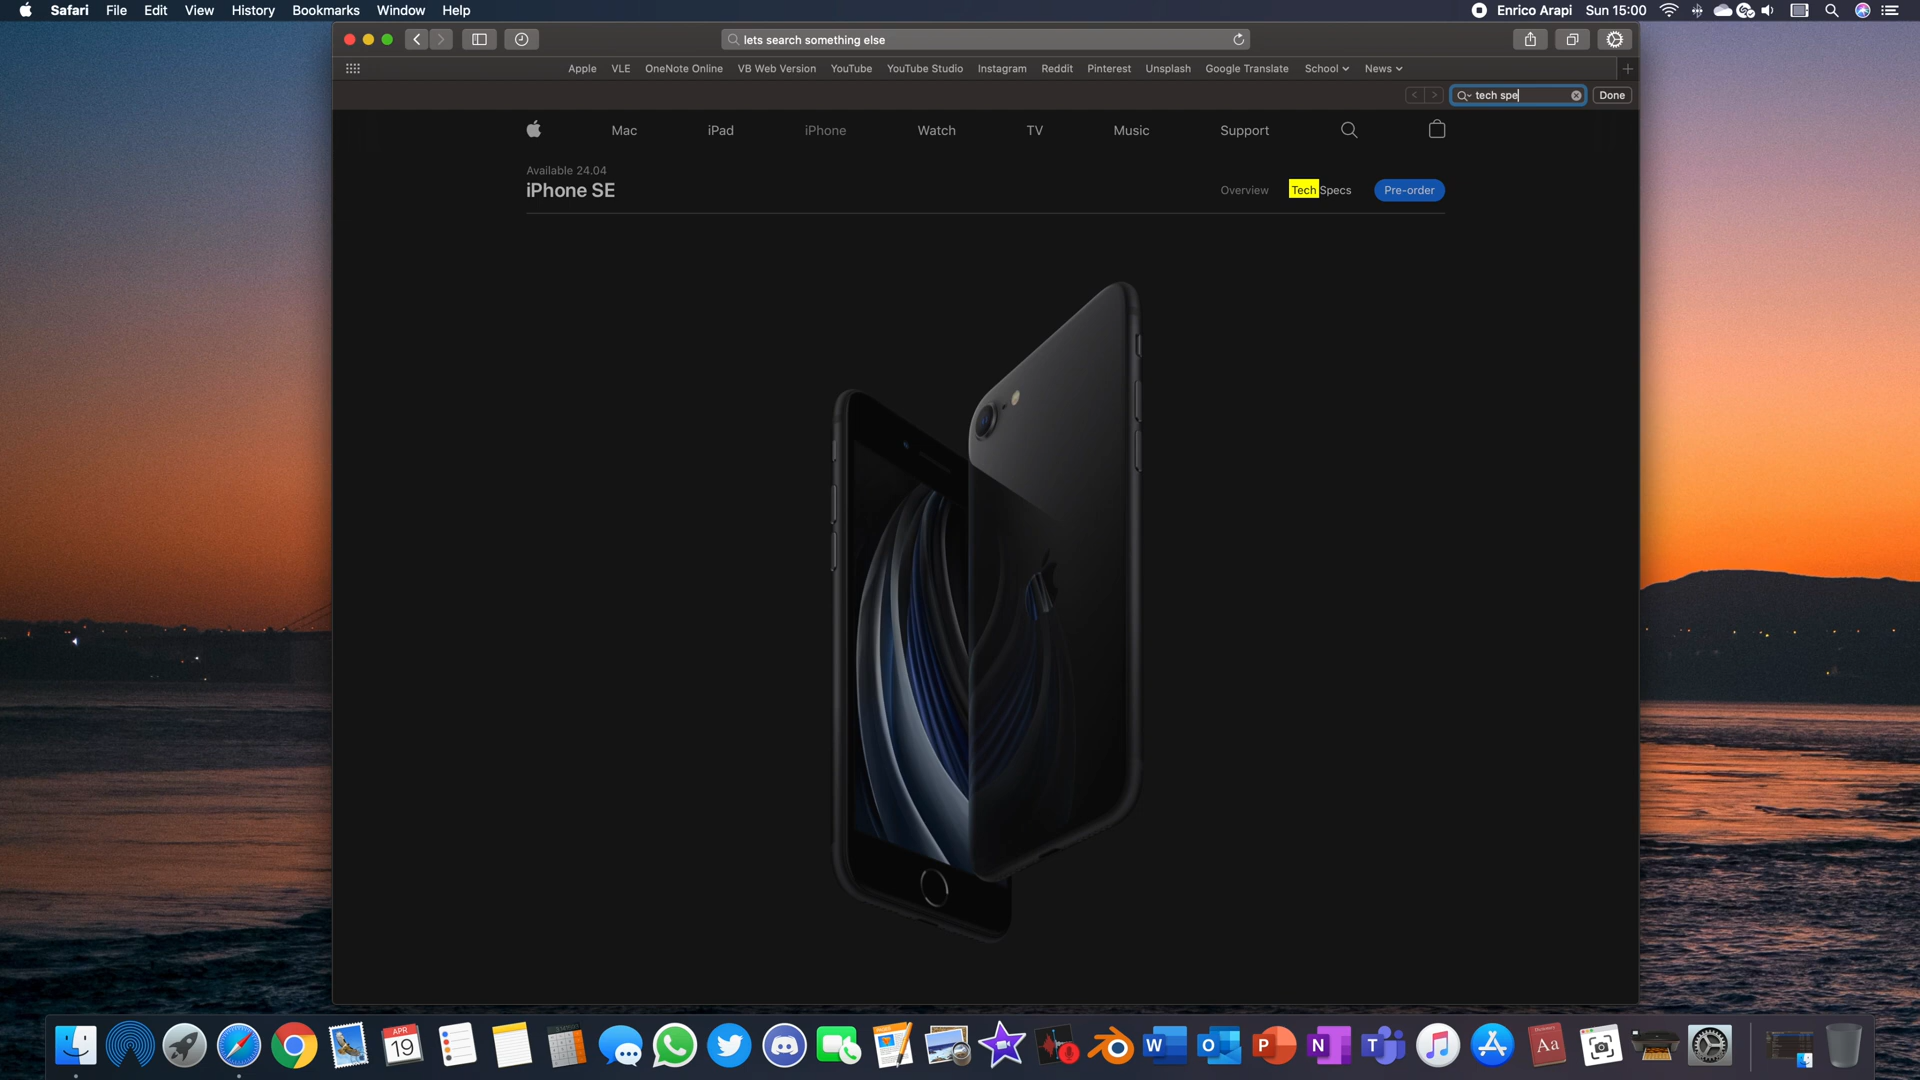 Safari File Edit View History Bookmarks Window Help Enrico Arapi Sun 15:00
lets search something else
Apple VLE OneNote Online VB Web Version YouTube YouTube Studio Instagram Reddit Pinterest Unsplash Google Translate School News
tech spe Done
Mac iPad iPhone Watch TV Music Support
Available 24.04
iPhone SE
Overview Tech Specs Pre-order
APR
19
W O P N T Aa